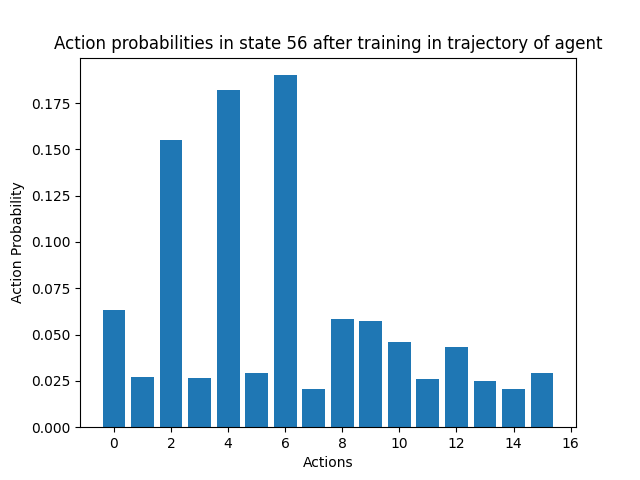 Action probabilities in state 56 after training in trajectory of agent
Action Probability
0.175
0.150
0.125
0.100
0.075
0.050
0.025
0.000
0 2 4 6 8 10 12 14 16
Actions